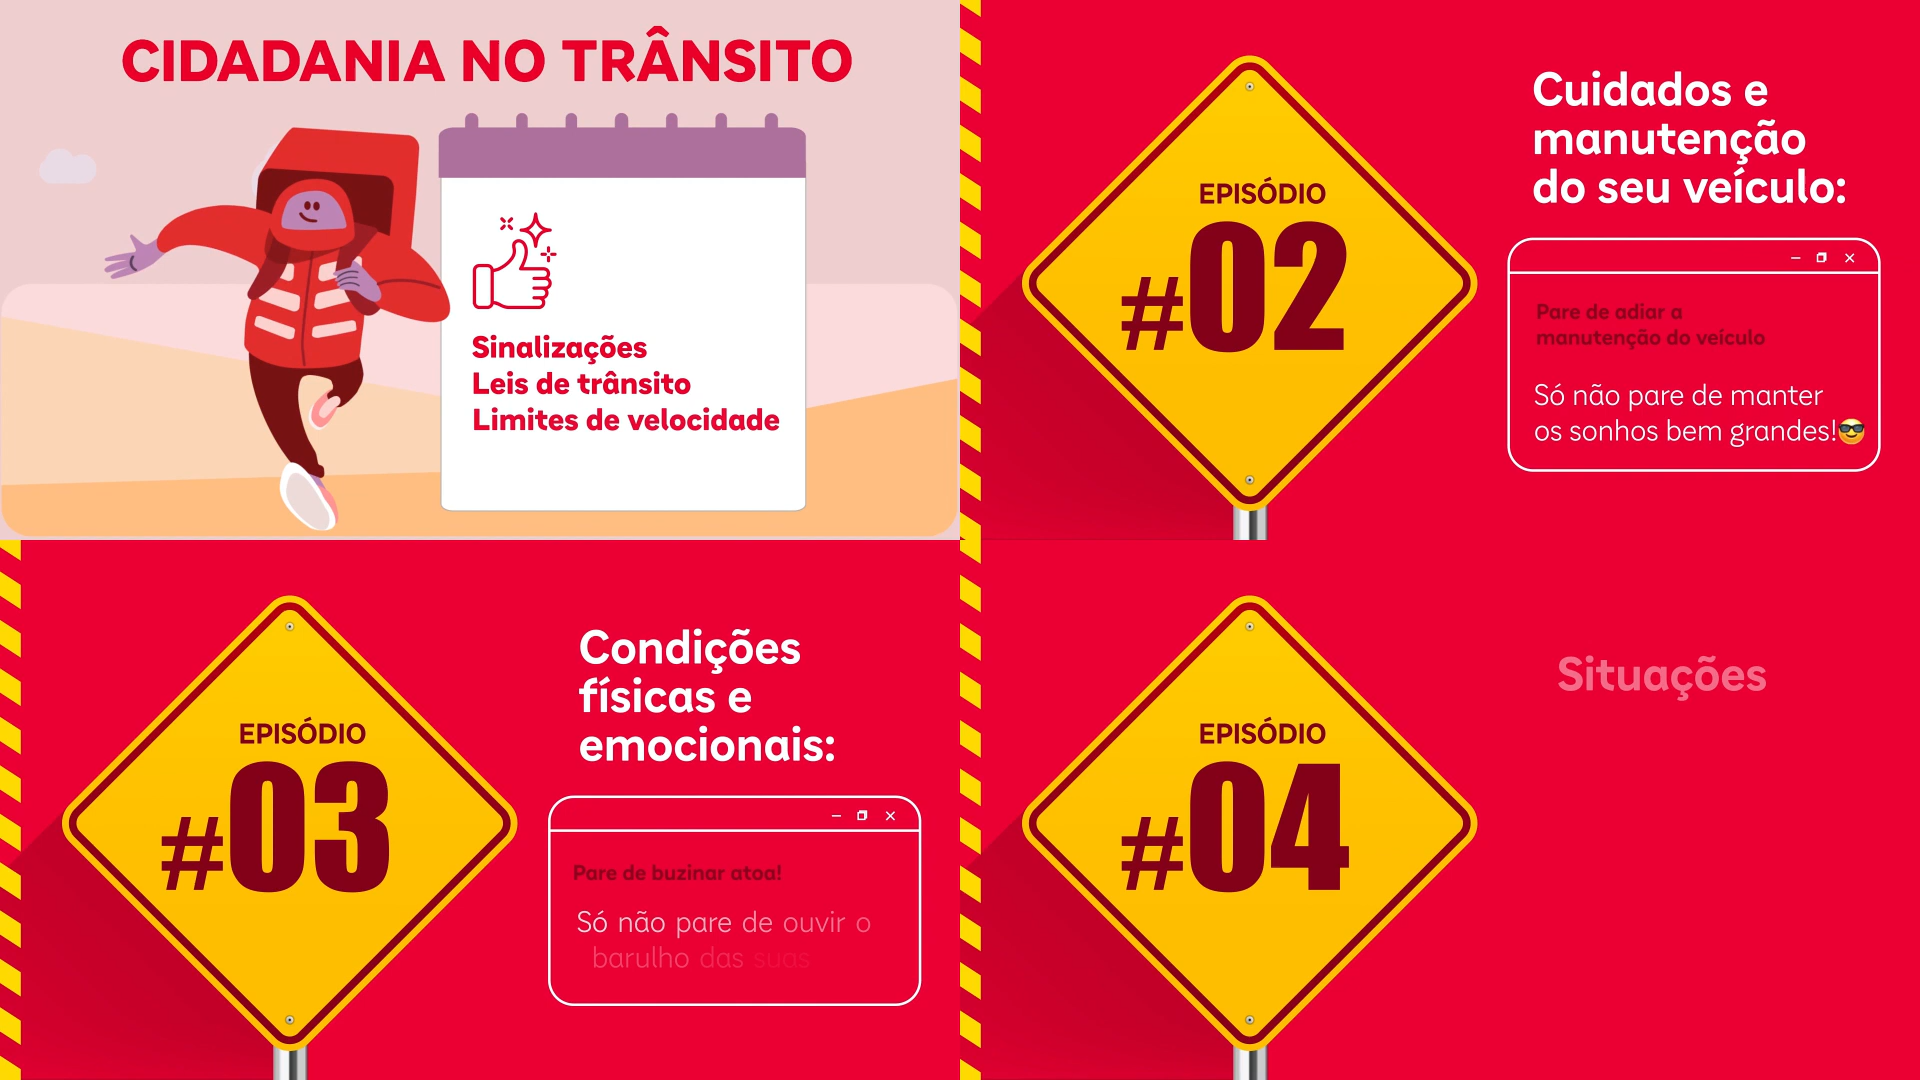 CIDADANIA NO TRÂNSITO
Sinalizações
Leis de trânsito
Limites de velocidade
EPISÓDIO
#02
Cuidados e
manutenção
do seu veículo:
Pare de adiar a
manutenção do veículo
Só não pare de manter
os sonhos bem grandes!😎
EPISÓDIO
#03
Condições
físicas e
emocionais:
Pare de buzinar atoa!
Só não pare de ouvir o
barulho das suas
EPISÓDIO
#04
Situações